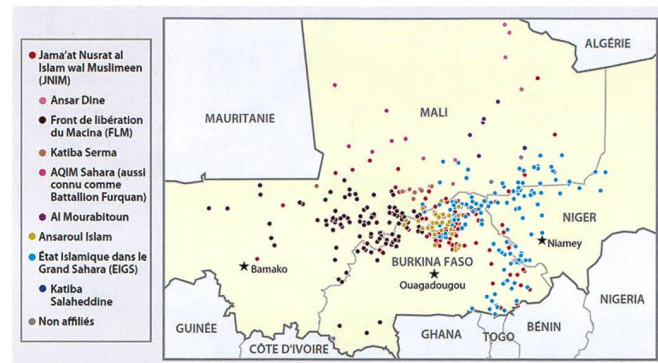 Jama'at Nusrat al
Islam wal Muslimeen
(JNIM)
Ansar Dine
Front de libération
du Macina (FLM)
Katiba Serma
AQIM Sahara (aussi
connu comme
Battallion Furquan)
Al Mourabitoun
Ansaroul Islam
État Islamique dans le
Grand Sahara (EIGS)
Katiba
Salaheddine
Non affiliés
ALGÉRIE
MAURITANIE
MALI
NIGER
Niamey
BURKINA FASO
Bamako
Ouagadougou
NIGERIA
GUINÉE
CÔTE D'IVOIRE
GHANA
TOGO
BÉNIN